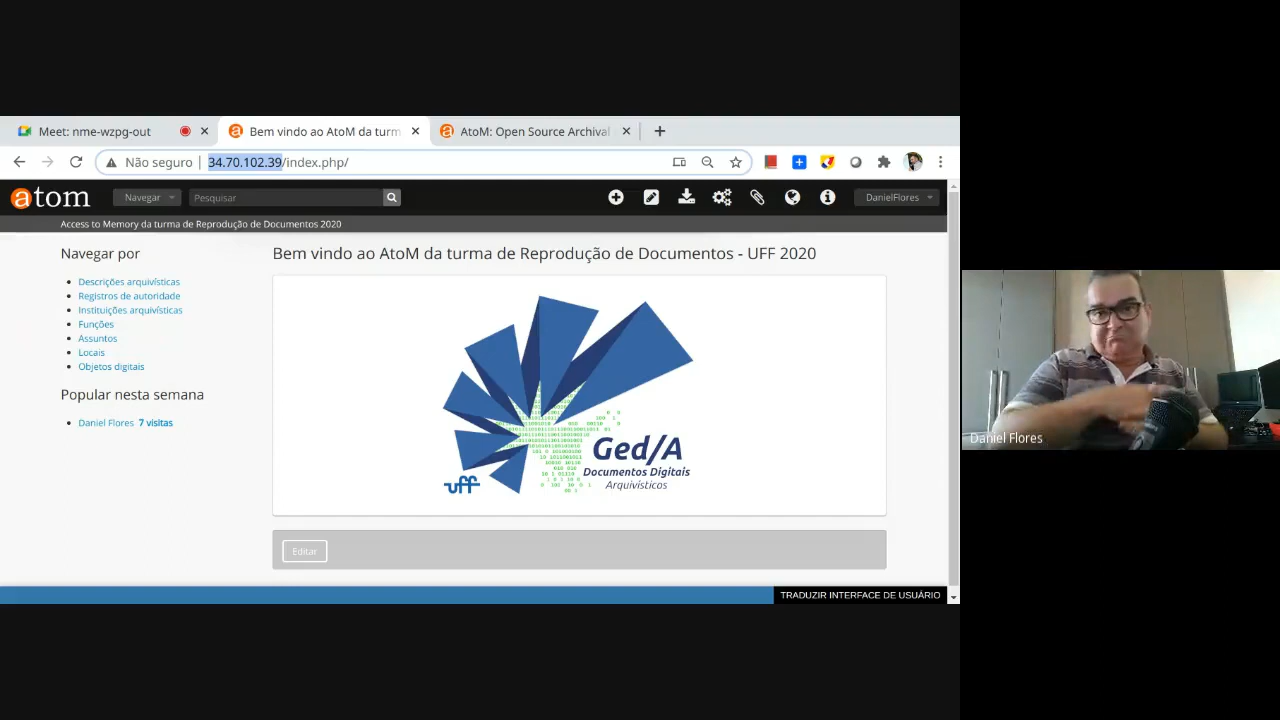 Meet: nme-wzpg-out
Bem vindo ao AtoM da turm
AtoM: Open Source Archival
Não seguro | 34.70.102.39/index.php/
atom
Navegar
Pesquisar
DanielFlores
Access to Memory da turma de Reprodução de Documentos 2020
Navegar por
Descrições arquivísticas
Registros de autoridade
Instituições arquivísticas
Funções
Assuntos
Locais
Objetos digitais
Popular nesta semana
Daniel Flores 7 visitas
Bem vindo ao AtoM da turma de Reprodução de Documentos - UFF 2020
Ged/A
Documentos Digitais
Arquivísticos
uff
Editar
TRADUZIR INTERFACE DE USUÁRIO
Daniel Flores